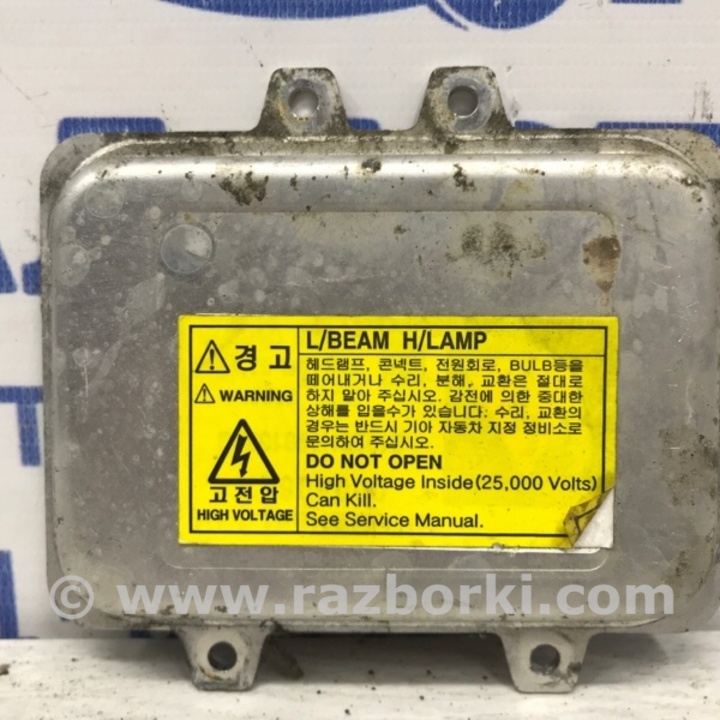 L/BEAM H/LAMP
경 고
WARNING
고전압
HIGH VOLTAGE
헤드램프, 콘넥트, 전원회로, BULB등을
떼어내거나 수리, 분해, 교환은 절대로
하지 말아 주십시오. 감전에 의한 중대한
상해를 입을수가 있습니다. 수리, 교환의
경우는 반드시 기아 자동차 지정 정비소로
문의하여 주십시오.
DO NOT OPEN
High Voltage Inside(25,000 Volts)
Can Kill.
See Service Manual.
© www.razborki.com